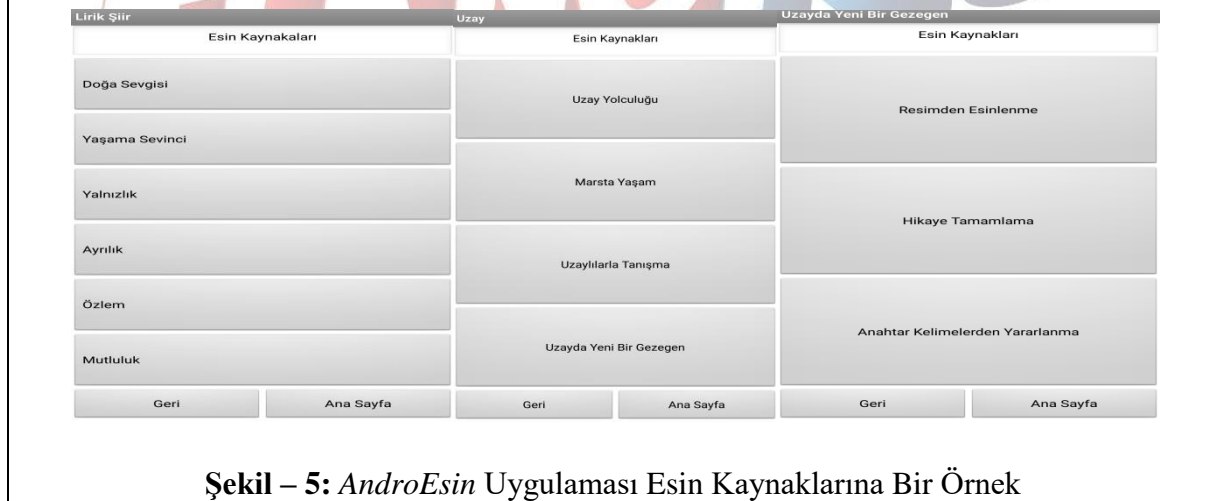 Lirik Şiir
Esin Kaynakaları
Doğa Sevgisi
Yaşama Sevinci
Yalnızlık
Ayrılık
Özlem
Mutluluk
Geri
Ana Sayfa
Uzay
Esin Kaynakları
Uzay Yolculuğu
Marsta Yaşam
Uzaylılarla Tanışma
Uzayda Yeni Bir Gezegen
Geri
Ana Sayfa
Uzayda Yeni Bir Gezegen
Esin Kaynakları
Resimden Esinlenme
Hikaye Tamamlama
Anahtar Kelimelerden Yararlanma
Geri
Ana Sayfa
Şekil – 5: AndroEsin Uygulaması Esin Kaynaklarına Bir Örnek